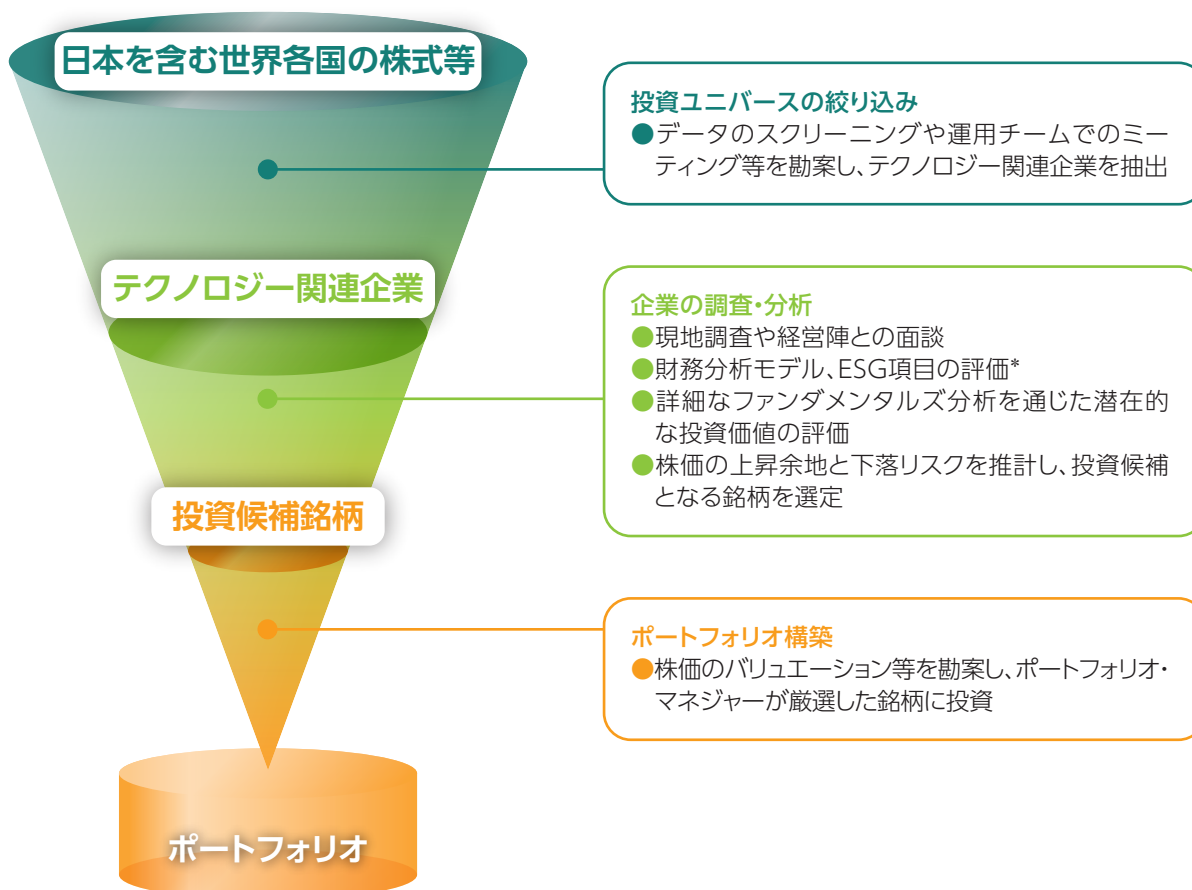 日本を含む世界各国の株式等
投資ユニバースの絞り込み
●データのスクリーニングや運用チームでのミー
ティング等を勘案し、テクノロジー関連企業を抽出
テクノロジー関連企業
企業の調査・分析
●現地調査や経営陣との面談
●財務分析モデル、ESG項目の評価*
●詳細なファンダメンタルズ分析を通じた潜在的
な投資価値の評価
●株価の上昇余地と下落リスクを推計し、投資候補
となる銘柄を選定
投資候補銘柄
ポートフォリオ構築
●株価のバリュエーション等を勘案し、ポートフォリオ・
マネジャーが厳選した銘柄に投資
ポートフォリオ